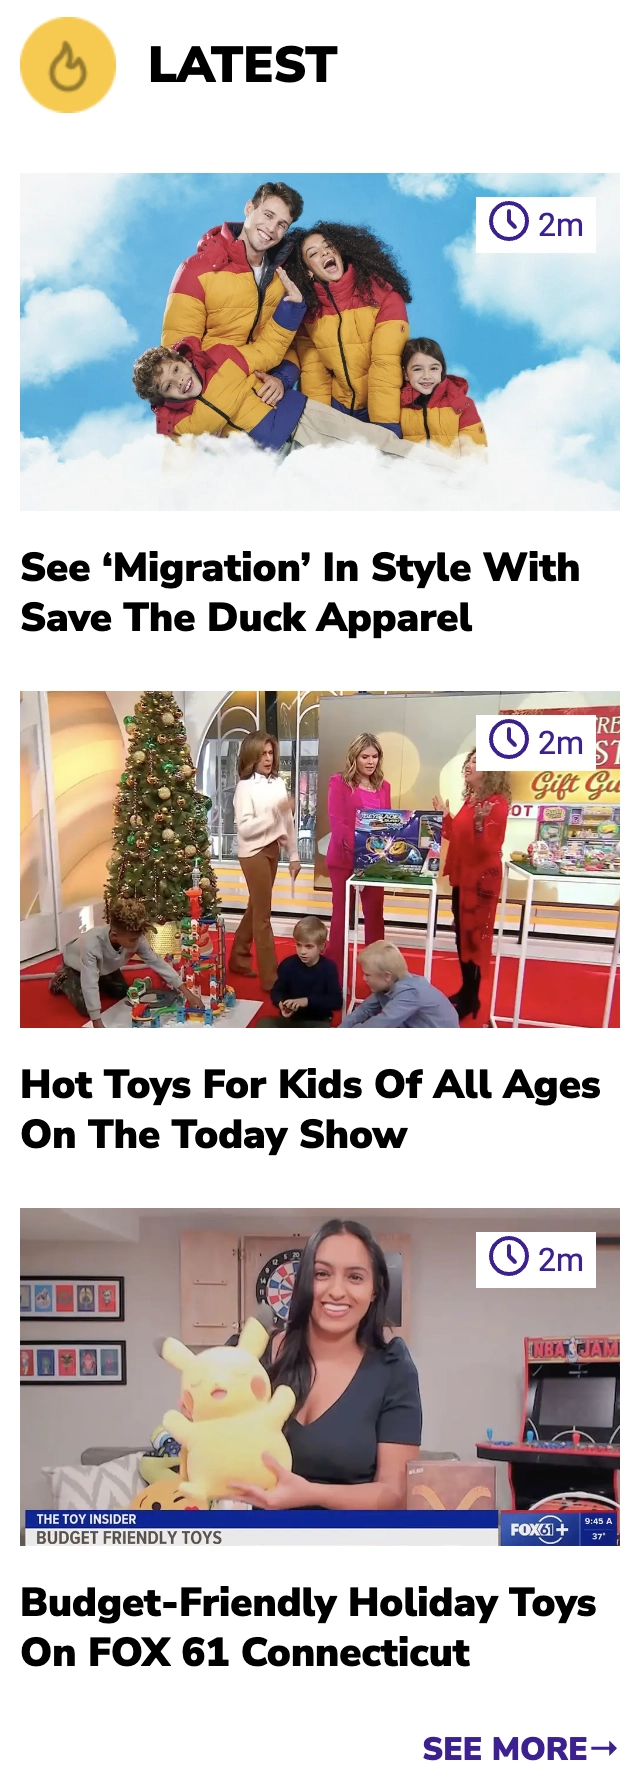 LATEST
2m
See ‘Migration’ In Style With
Save The Duck Apparel
2m
Gift Gu
BEYBLADE
Hot Toys For Kids Of All Ages
On The Today Show
2m
NBA JAM
THE TOY INSIDER
BUDGET FRIENDLY TOYS
FOX61+
9:45 A
37°
Budget-Friendly Holiday Toys
On FOX 61 Connecticut
SEE MORE→